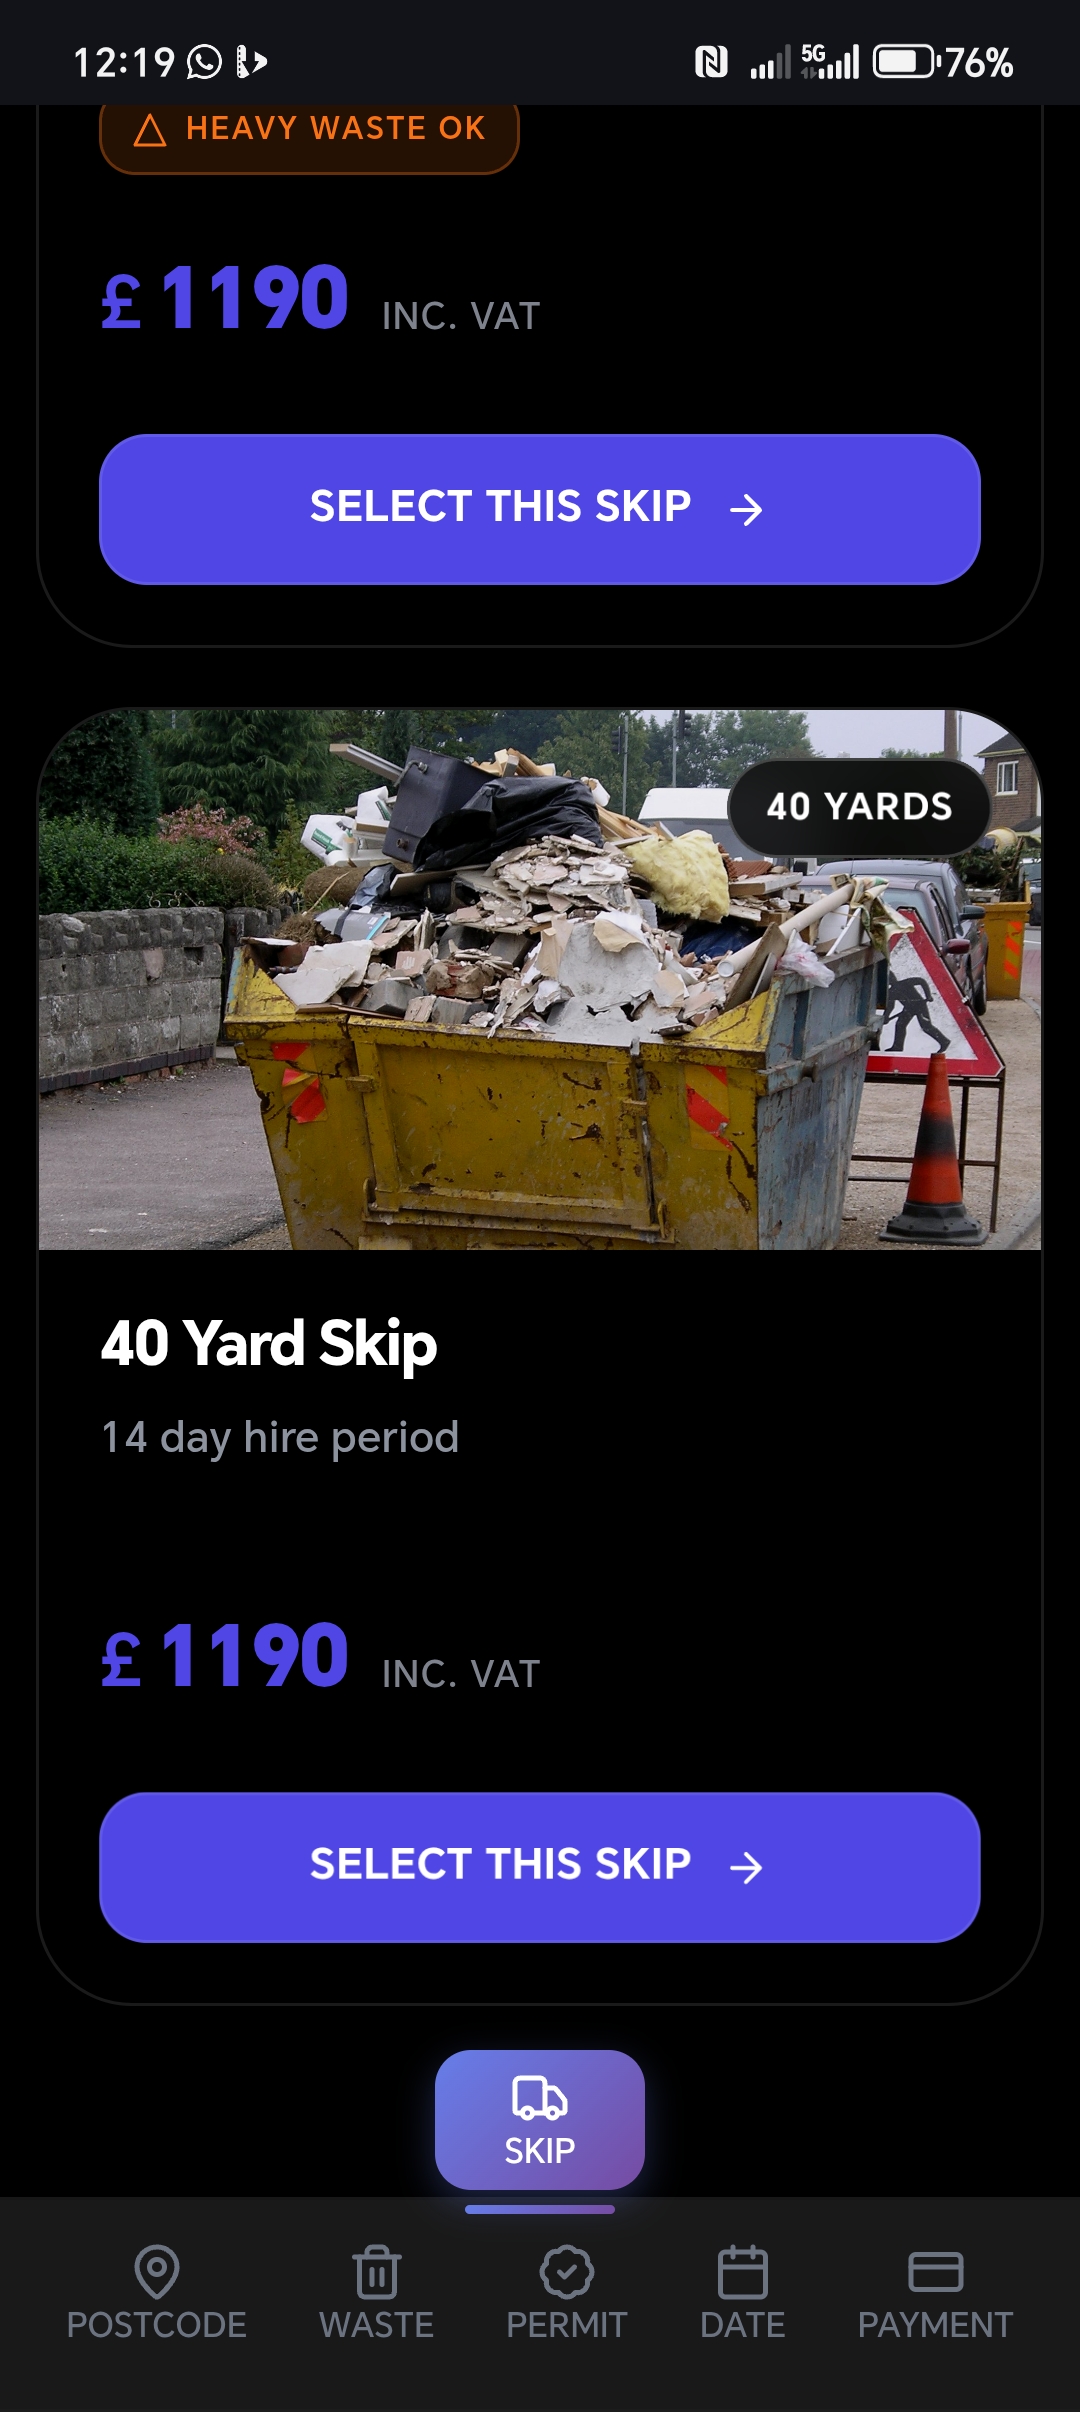 12:19 5G 76%
HEAVY WASTE OK
£ 1190 INC. VAT
SELECT THIS SKIP →
40 YARDS
40 Yard Skip
14 day hire period
£ 1190 INC. VAT
SELECT THIS SKIP →
SKIP
POSTCODE WASTE PERMIT DATE PAYMENT